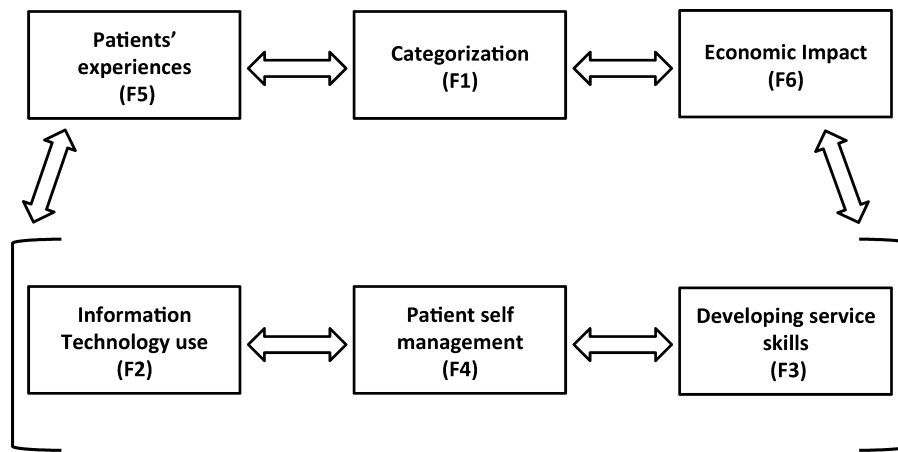 Patients'
experiences
(F5)
Categorization
(F1)
Economic Impact
(F6)
Information
Technology use
(F2)
Patient self
management
(F4)
Developing service
skills
(F3)